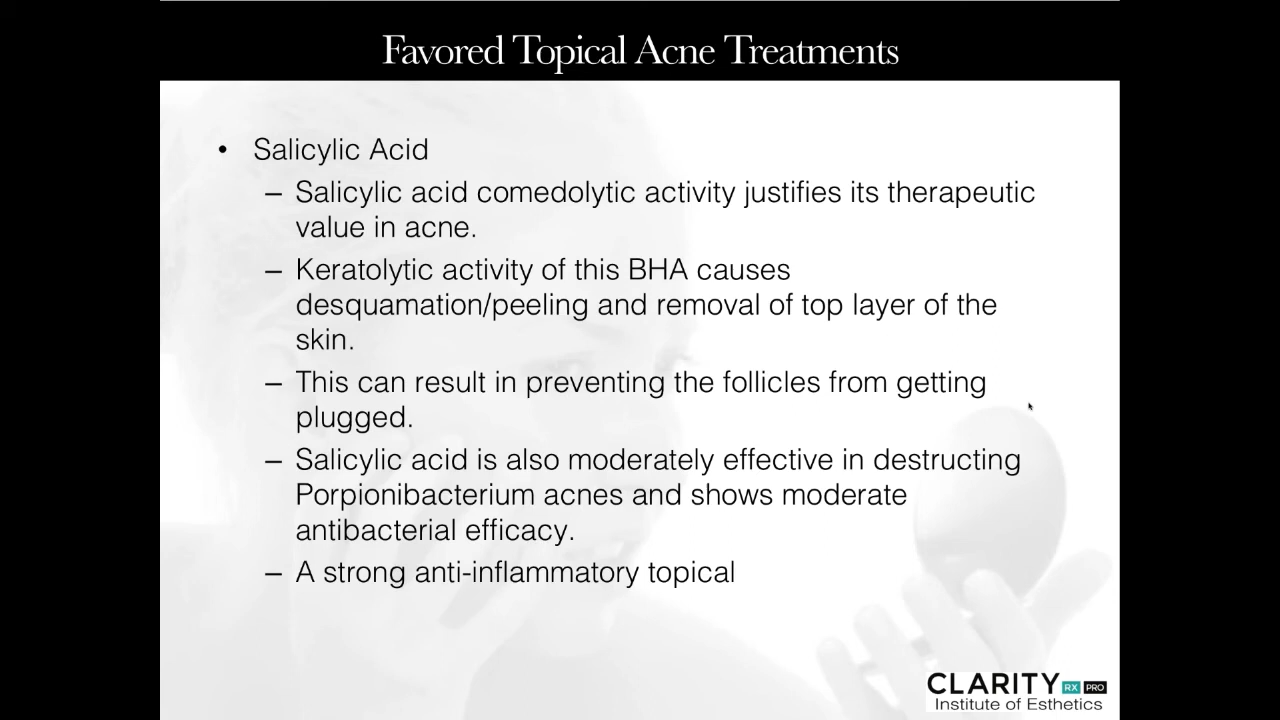 Favored Topical Acne Treatments
• Salicylic Acid
– Salicylic acid comedolytic activity justifies its therapeutic
value in acne.
– Keratolytic activity of this BHA causes
desquamation/peeling and removal of top layer of the
skin.
– This can result in preventing the follicles from getting
plugged.
– Salicylic acid is also moderately effective in destructing
Porpionibacterium acnes and shows moderate
antibacterial efficacy.
– A strong anti-inflammatory topical
CLARITY RX PRO
Institute of Esthetics